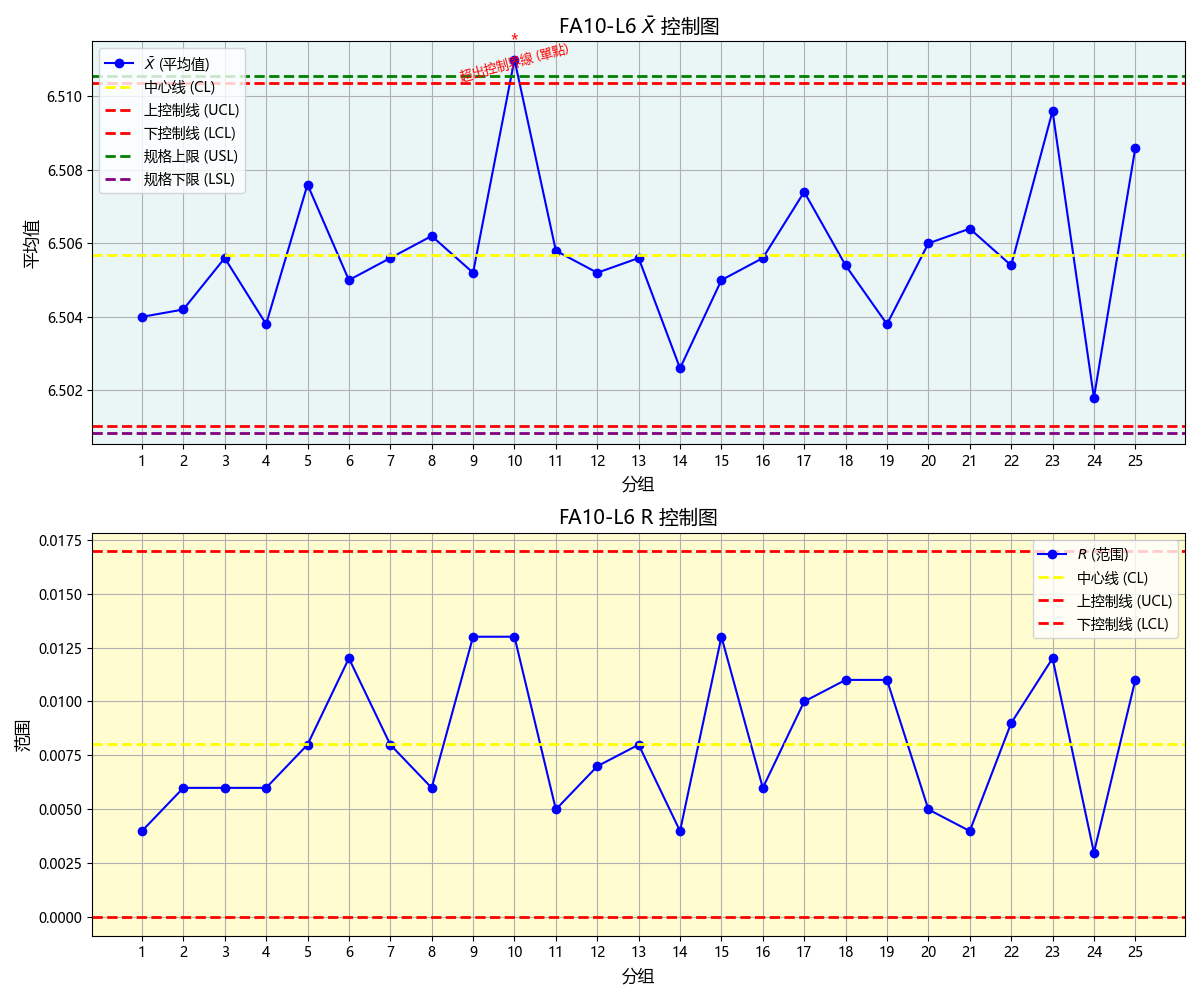 FA10-L6 X̄ 控制图
*
超出控制界線 (單點)
X̄ (平均值)
中心线 (CL)
上控制线 (UCL)
下控制线 (LCL)
规格上限 (USL)
规格下限 (LSL)
平均值
6.510
6.508
6.506
6.504
6.502
1 2 3 4 5 6 7 8 9 10 11 12 13 14 15 16 17 18 19 20 21 22 23 24 25
分组
FA10-L6 R 控制图
R (范围)
中心线 (CL)
上控制线 (UCL)
下控制线 (LCL)
范围
0.0175
0.0150
0.0125
0.0100
0.0075
0.0050
0.0025
0.0000
1 2 3 4 5 6 7 8 9 10 11 12 13 14 15 16 17 18 19 20 21 22 23 24 25
分组